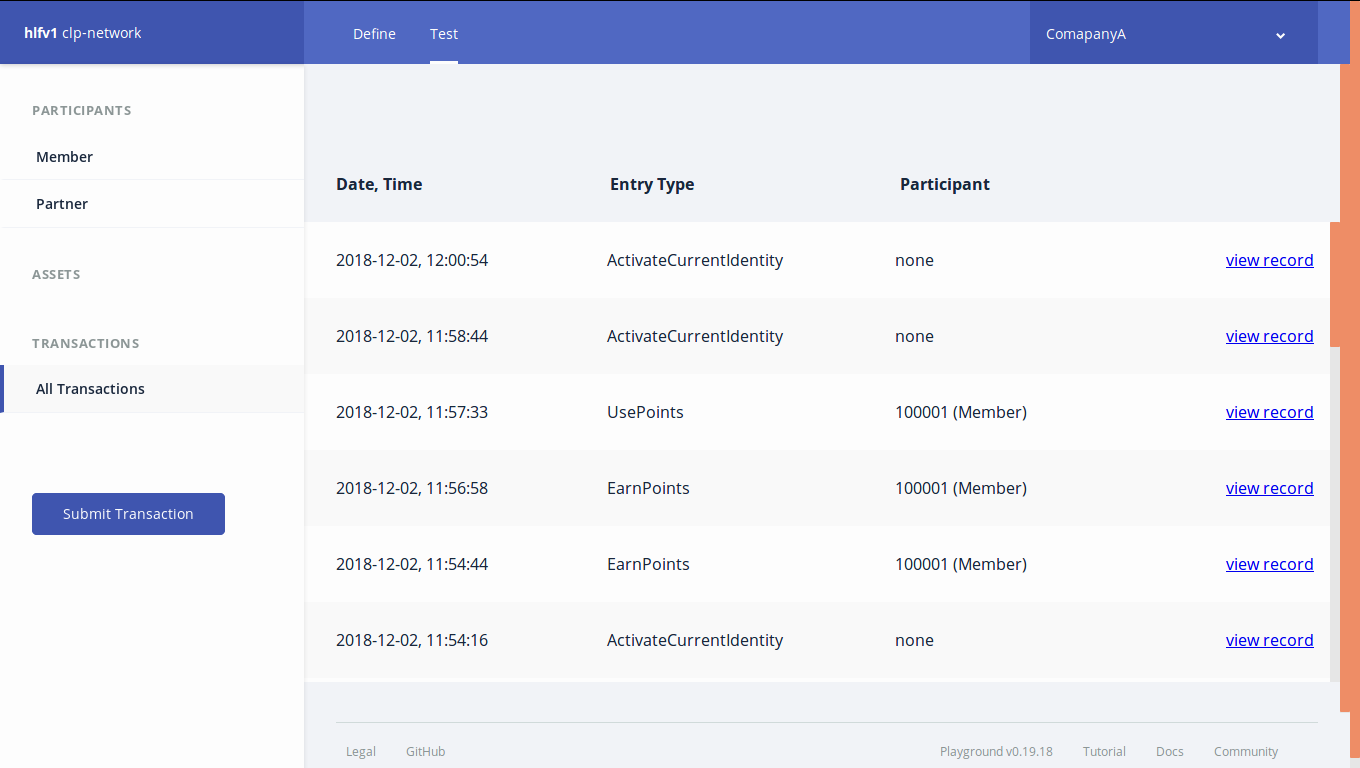 hlfv1 clp-network
Define Test ComapanyA
PARTICIPANTS
Member
Partner
ASSETS
TRANSACTIONS
All Transactions
Submit Transaction
Date, Time Entry Type Participant
2018-12-02, 12:00:54 ActivateCurrentIdentity none view record
2018-12-02, 11:58:44 ActivateCurrentIdentity none view record
2018-12-02, 11:57:33 UsePoints 100001 (Member) view record
2018-12-02, 11:56:58 EarnPoints 100001 (Member) view record
2018-12-02, 11:54:44 EarnPoints 100001 (Member) view record
2018-12-02, 11:54:16 ActivateCurrentIdentity none view record
Legal GitHub Playground v0.19.18 Tutorial Docs Community